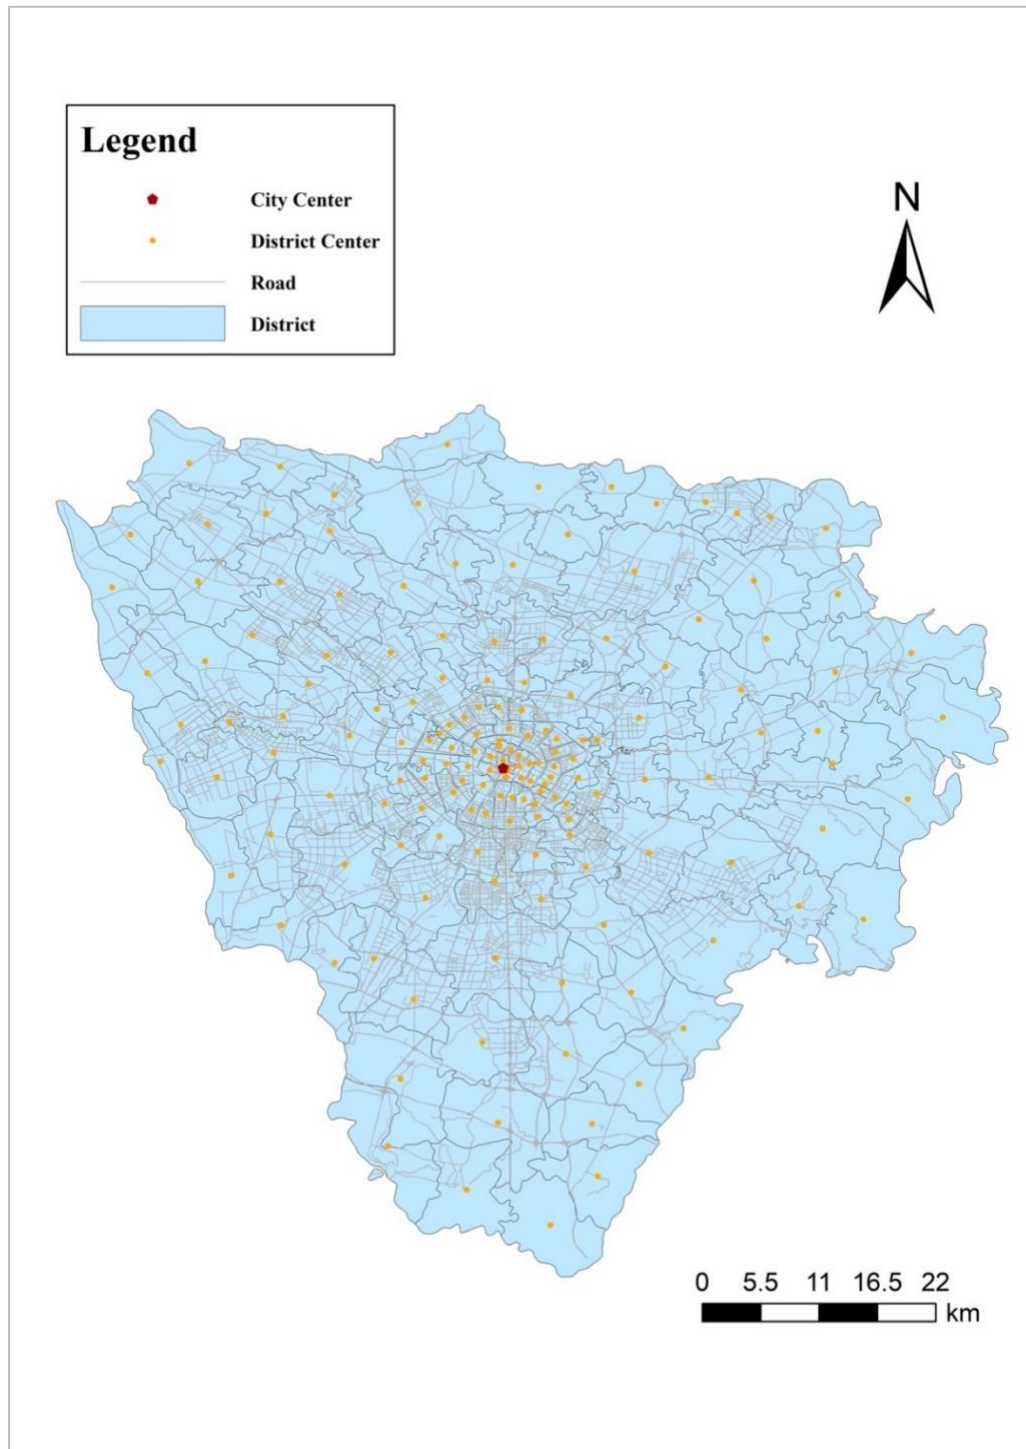 Legend
City Center
District Center
Road
District
N
0 5.5 11 16.5 22
km